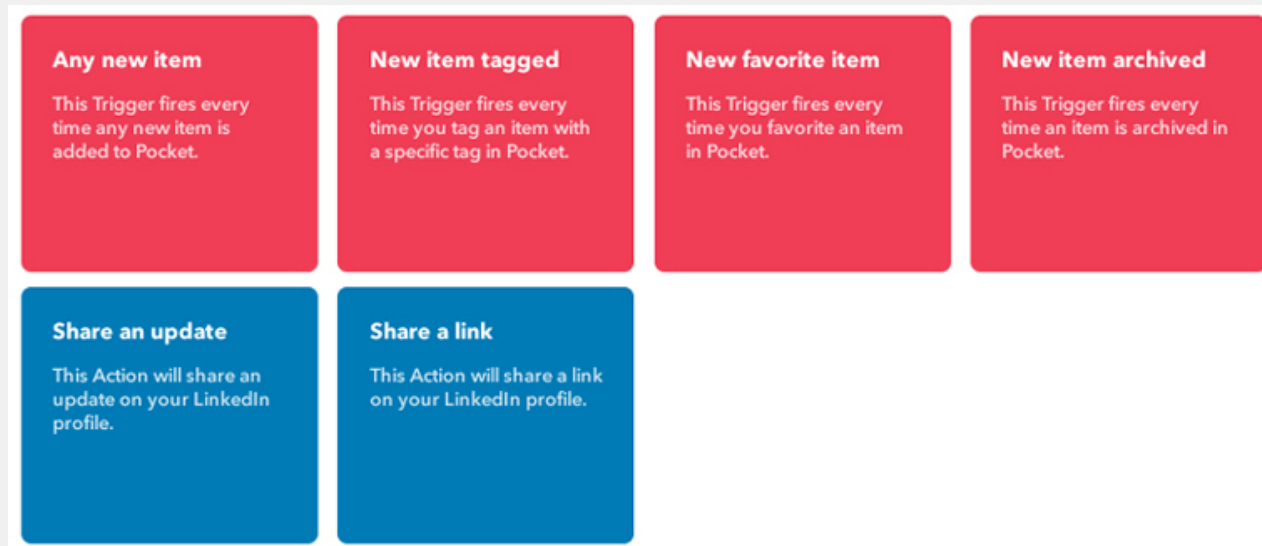 Any new item
This Trigger fires every
time any new item is
added to Pocket.
New item tagged
This Trigger fires every
time you tag an item with
a specific tag in Pocket.
New favorite item
This Trigger fires every
time you favorite an item
in Pocket.
New item archived
This Trigger fires every
time an item is archived in
Pocket.
Share an update
This Action will share an
update on your LinkedIn
profile.
Share a link
This Action will share a link
on your LinkedIn profile.